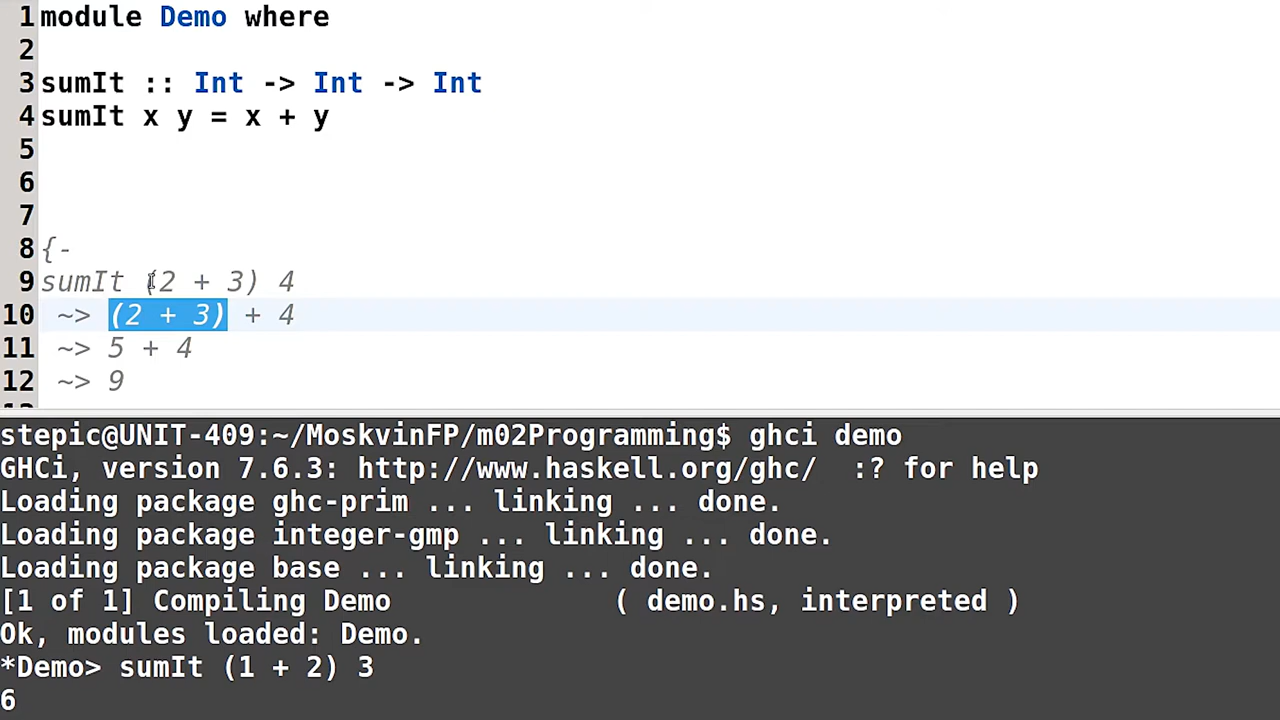 1 module Demo where
2
3 sumIt :: Int -> Int -> Int
4 sumIt x y = x + y
5
6
7
8 {-
9 sumIt (2 + 3) 4
10 ~> (2 + 3) + 4
11 ~> 5 + 4
12 ~> 9
stepic@UNIT-409:~/MoskvinFP/m02Programming$ ghci demo
GHCi, version 7.6.3: http://www.haskell.org/ghc/  :? for help
Loading package ghc-prim ... linking ... done.
Loading package integer-gmp ... linking ... done.
Loading package base ... linking ... done.
[1 of 1] Compiling Demo             ( demo.hs, interpreted )
Ok, modules loaded: Demo.
*Demo> sumIt (1 + 2) 3
6